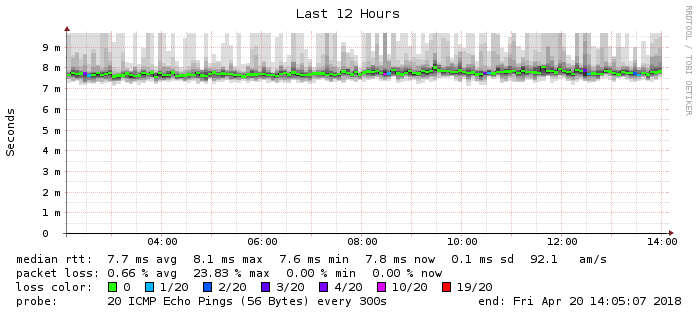 Last 12 Hours
RRDTOOL / TOBI OETIKER
Seconds
9 m
8 m
7 m
6 m
5 m
4 m
3 m
2 m
1 m
0
04:00 06:00 08:00 10:00 12:00 14:00
median rtt: 7.7 ms avg 8.1 ms max 7.6 ms min 7.8 ms now 0.1 ms sd 92.1 am/s
packet loss: 0.66 % avg 23.83 % max 0.00 % min 0.00 % now
loss color: 0 1/20 2/20 3/20 4/20 10/20 19/20
probe: 20 ICMP Echo Pings (56 Bytes) every 300s end: Fri Apr 20 14:05:07 2018